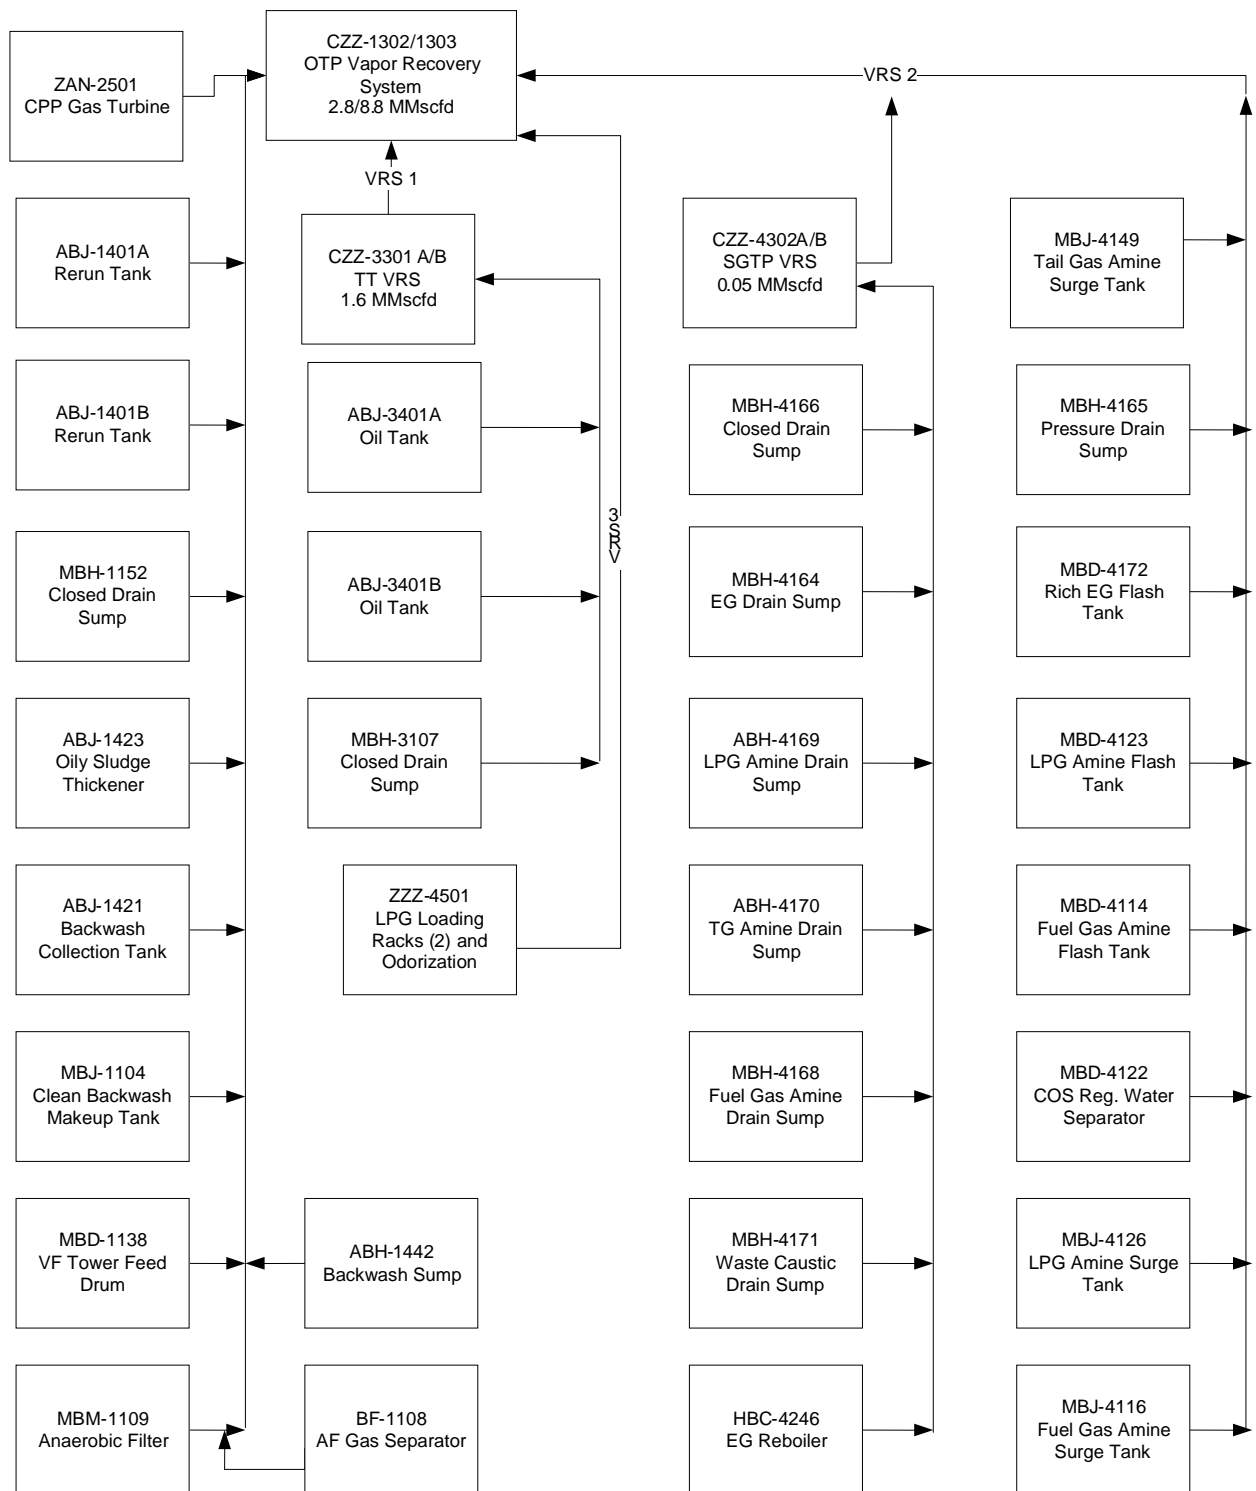 ZAN-2501
CPP Gas Turbine
CZZ-1302/1303
OTP Vapor Recovery
System
2.8/8.8 MMscfd
VRS 2
VRS 1
ABJ-1401A
Rerun Tank
CZZ-3301 A/B
TT VRS
1.6 MMscfd
CZZ-4302A/B
SGTP VRS
0.05 MMscfd
MBJ-4149
Tail Gas Amine
Surge Tank
ABJ-1401B
Rerun Tank
ABJ-3401A
Oil Tank
MBH-4166
Closed Drain
Sump
MBH-4165
Pressure Drain
Sump
VRS 3
MBH-1152
Closed Drain
Sump
ABJ-3401B
Oil Tank
MBH-4164
EG Drain Sump
MBD-4172
Rich EG Flash
Tank
ABJ-1423
Oily Sludge
Thickener
MBH-3107
Closed Drain
Sump
ABH-4169
LPG Amine Drain
Sump
MBD-4123
LPG Amine Flash
Tank
ABJ-1421
Backwash
Collection Tank
ZZZ-4501
LPG Loading
Racks (2) and
Odorization
ABH-4170
TG Amine Drain
Sump
MBD-4114
Fuel Gas Amine
Flash Tank
MBJ-1104
Clean Backwash
Makeup Tank
MBH-4168
Fuel Gas Amine
Drain Sump
MBD-4122
COS Reg. Water
Separator
MBD-1138
VF Tower Feed
Drum
ABH-1442
Backwash Sump
MBH-4171
Waste Caustic
Drain Sump
MBJ-4126
LPG Amine Surge
Tank
MBM-1109
Anaerobic Filter
BF-1108
AF Gas Separator
HBC-4246
EG Reboiler
MBJ-4116
Fuel Gas Amine
Surge Tank